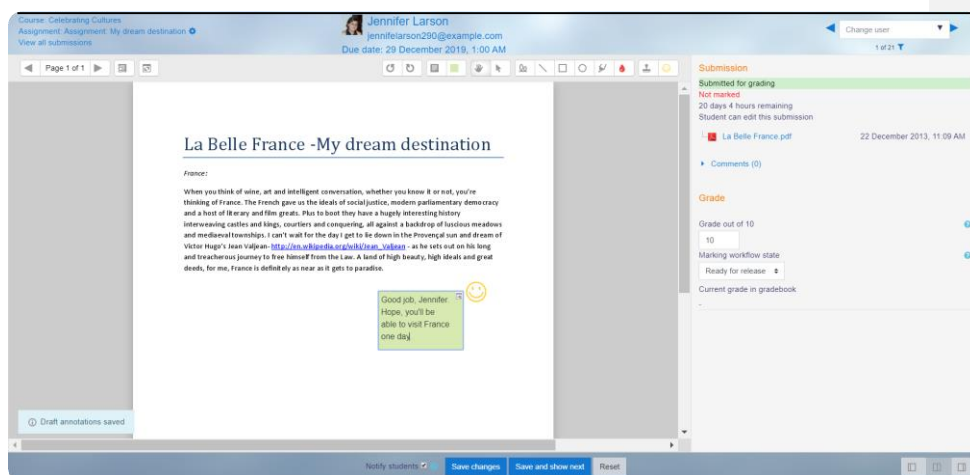 Course: Celebrating Cultures
Assignment: Assignment: My dream destination
View all submissions
Jennifer Larson
jennifelarson290@example.com
Due date: 29 December 2019, 1:00 AM
Change user
1 of 21
Page 1 of 1
La Belle France -My dream destination
France:
When you think of wine, art and intelligent conversation, whether you know it or not, you're
thinking of France. The French gave us the ideals of social justice, modern parliamentary democracy
and a host of literary and film greats. Plus to boot they have a hugely interesting history
interweaving castles and kings, courtiers and conquering, all against a backdrop of luscious meadows
and mediaeval townships. I can't wait for the day I get to lie down in the Provençal sun and dream of
Victor Hugo's Jean Valjean- http://en.wikipedia.org/wiki/Jean_Valjean - as he sets out on his long
and treacherous journey to free himself from the Law. A land of high beauty, high ideals and great
deeds, for me, France is definitely as near as it gets to paradise.
Good job, Jennifer.
Hope, you'll be
able to visit France
one day
Draft annotations saved
Submission
Submitted for grading
Not marked
20 days 4 hours remaining
Student can edit this submission
La Belle France.pdf 22 December 2013, 11:09 AM
Comments (0)
Grade
Grade out of 10
10
Marking workflow state
Ready for release
Current grade in gradebook
-
Notify students Save changes Save and show next Reset